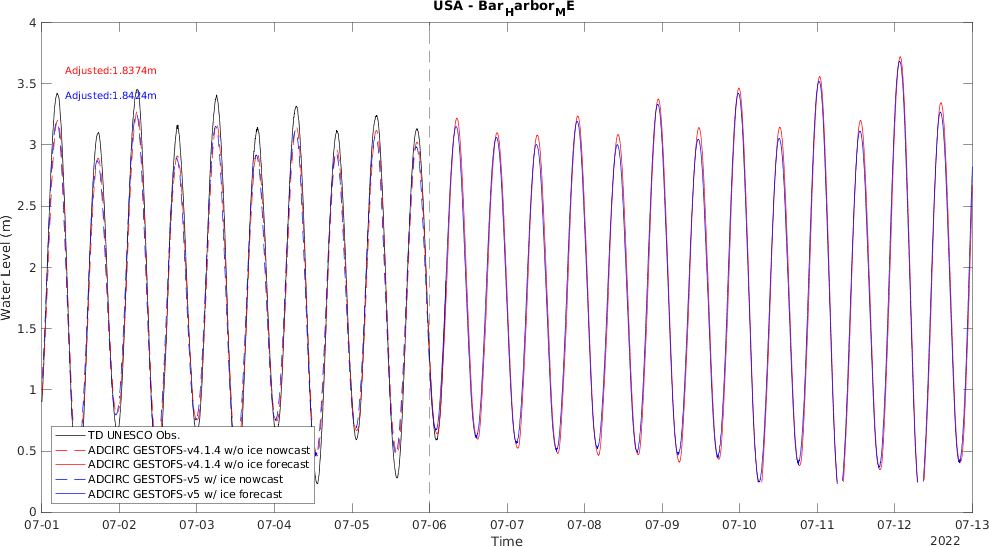 USA - Bar_Harbor_ME
4
3.5
3
2.5
2
1.5
1
0.5
0
Water Level (m)
Adjusted:1.8374m
Adjusted:1.8424m
TD UNESCO Obs.
ADCIRC GESTOFS-v4.1.4 w/o ice nowcast
ADCIRC GESTOFS-v4.1.4 w/o ice forecast
ADCIRC GESTOFS-v5 w/ ice nowcast
ADCIRC GESTOFS-v5 w/ ice forecast
07-01 07-02 07-03 07-04 07-05 07-06 07-07 07-08 07-09 07-10 07-11 07-12 07-13
Time
2022